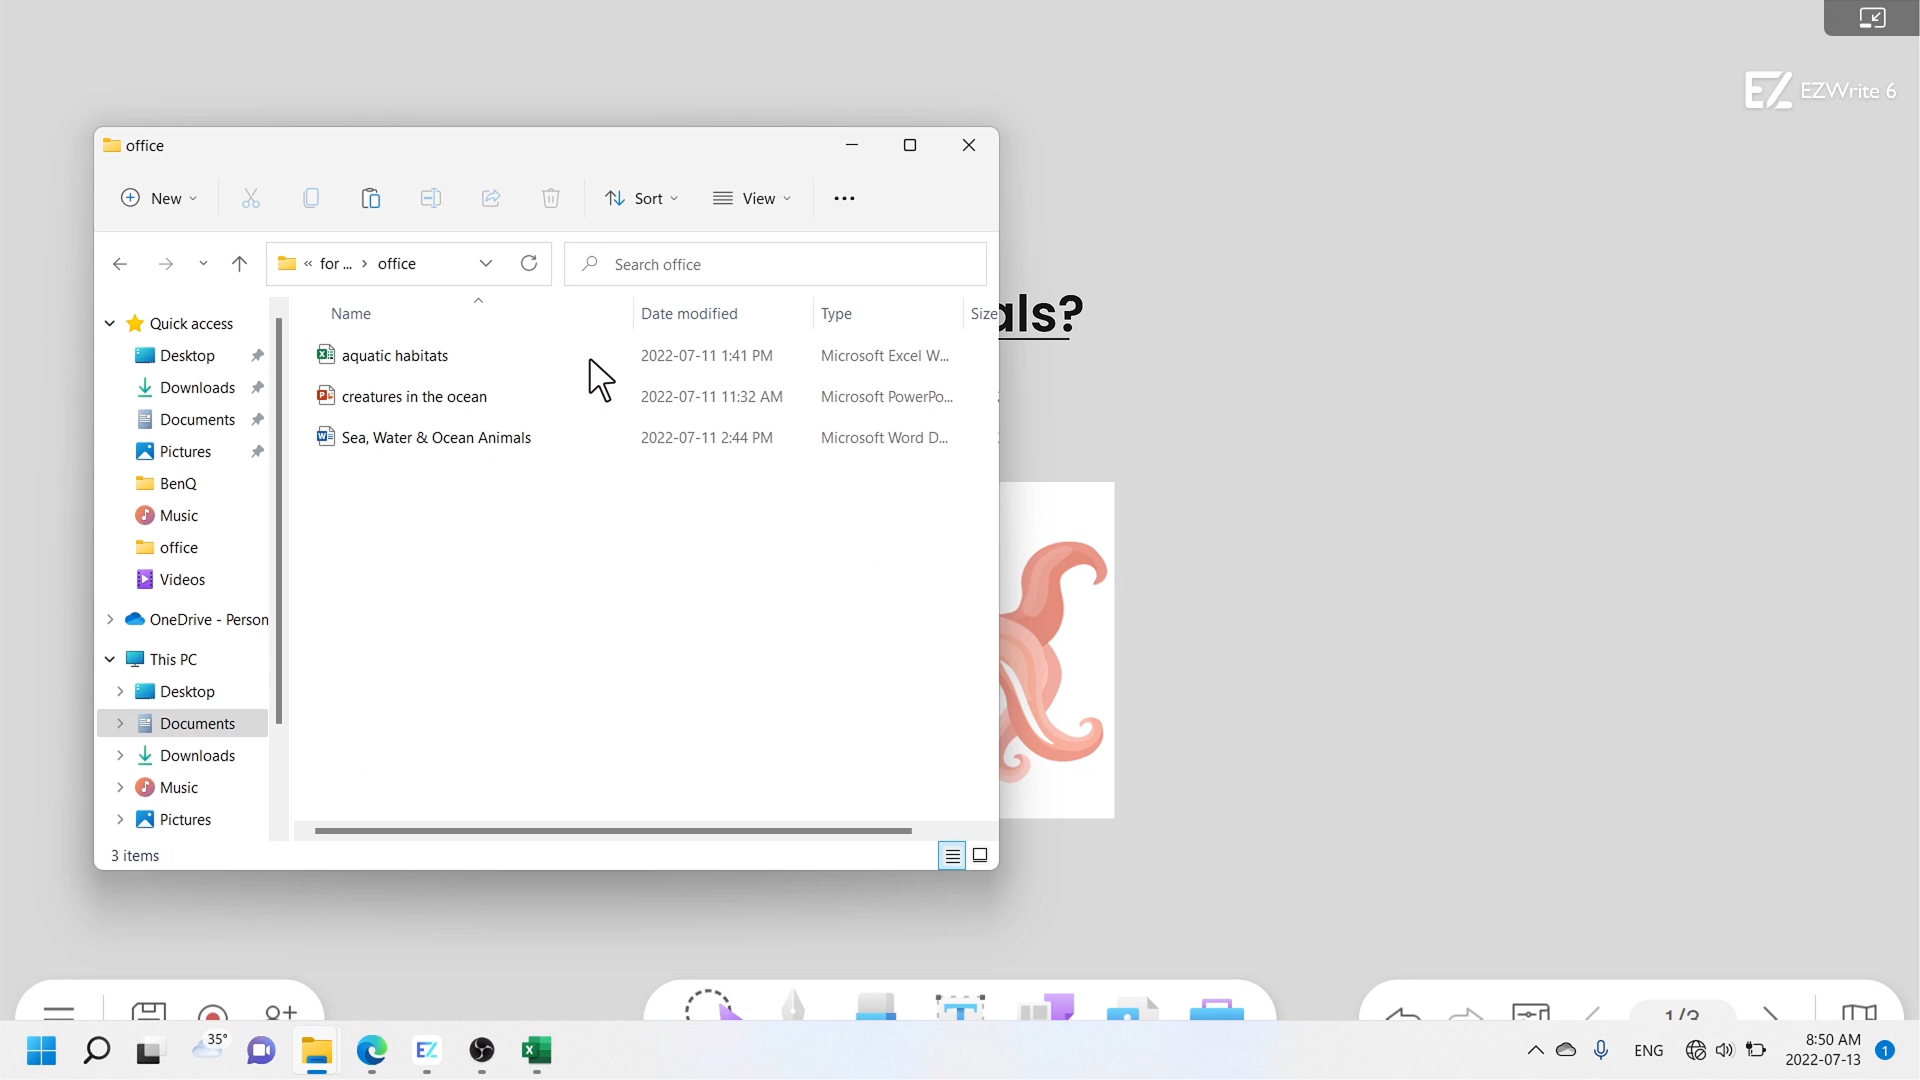 EZ EZWrite 6
office
New
Sort
View
« for ... › office
Search office
Name
Date modified
Type
Size
Quick access
Desktop
Downloads
Documents
Pictures
BenQ
Music
office
Videos
OneDrive - Person
This PC
Desktop
Documents
Downloads
Music
Pictures
aquatic habitats 2022-07-11 1:41 PM Microsoft Excel W...
creatures in the ocean 2022-07-11 11:32 AM Microsoft PowerPo...
Sea, Water & Ocean Animals 2022-07-11 2:44 PM Microsoft Word D...
3 items
als?
1/3
35°
EZ
ENG
8:50 AM
2022-07-13
1